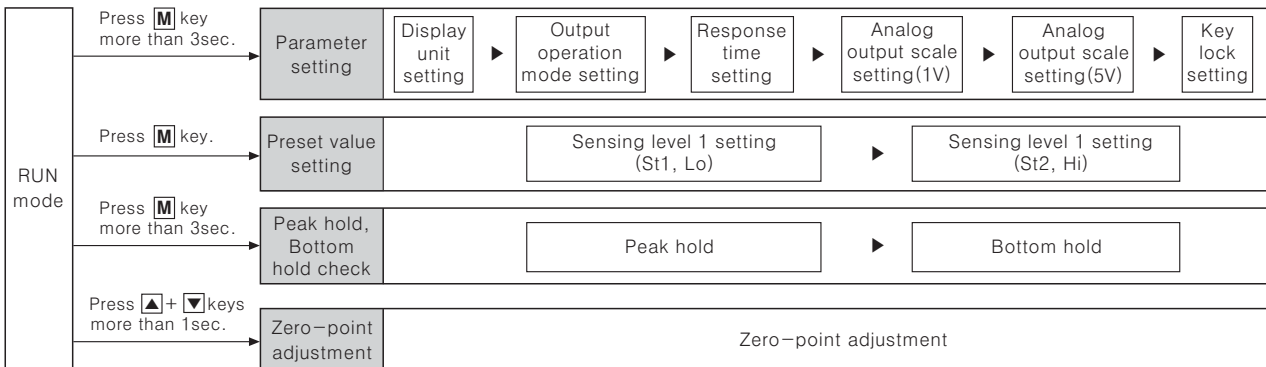 RUN
mode
Press M key
more than 3sec.
Parameter
setting
Display
unit
setting
▶
Output
operation
mode setting
▶
Response
time
setting
▶
Analog
output scale
setting(1V)
▶
Analog
output scale
setting(5V)
▶
Key
lock
setting
Press M key.
Preset value
setting
Sensing level 1 setting
(St1, Lo)
▶
Sensing level 1 setting
(St2, Hi)
Press M key
more than 3sec.
Peak hold,
Bottom
hold check
Peak hold
▶
Bottom hold
Press ▲+▼keys
more than 1sec.
Zero-point
adjustment
Zero-point adjustment